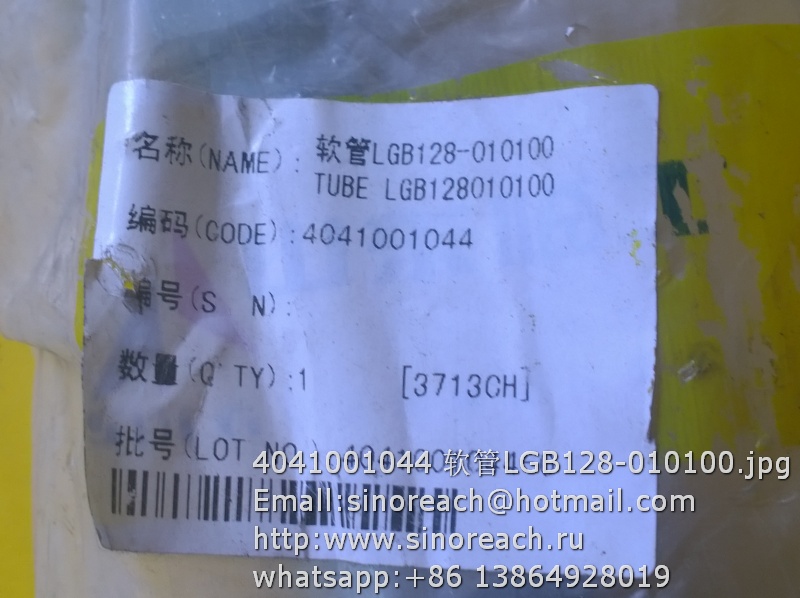 名称(NAME): 软管LGB128-010100
TUBE LGB128010100
编码(CODE):4041001044
编号(S N):
数量(Q'TY):1 [3713CH]
批号(LOT NO.)
4041001044 软管LGB128-010100.jpg
Email:sinoreach@hotmail.com
http:www.sinoreach.ru
whatsapp:+86 13864928019